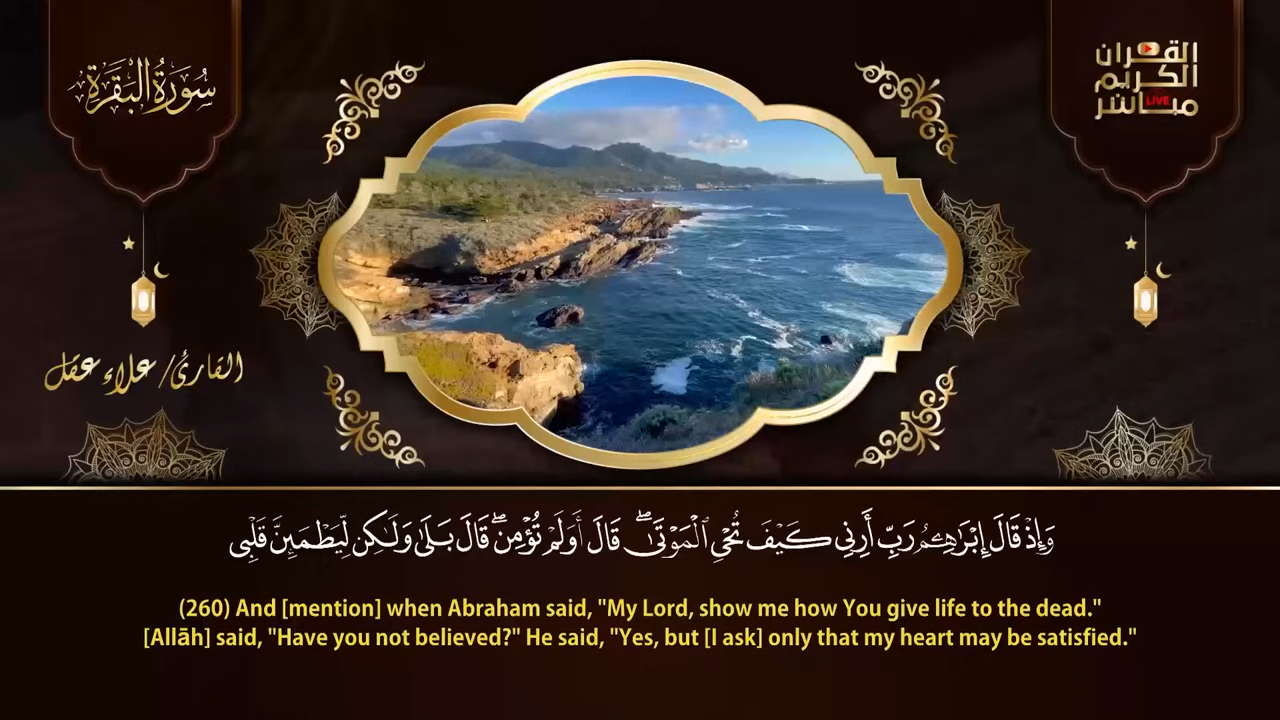 سُورَةُ البَقَرَةِ
القرآن
الكريم
مباشر
LIVE
القارئ/ علاء عقل
وَإِذْ قَالَ إِبْرَٰهِـۧمُ رَبِّ أَرِنِى كَيْفَ تُحْىِ ٱلْمَوْتَىٰ ۖ قَالَ أَوَلَمْ تُؤْمِن ۖ قَالَ بَلَىٰ وَلَـٰكِن لِّيَطْمَئِنَّ قَلْبِى
(260) And [mention] when Abraham said, "My Lord, show me how You give life to the dead."
[Allāh] said, "Have you not believed?" He said, "Yes, but [I ask] only that my heart may be satisfied."